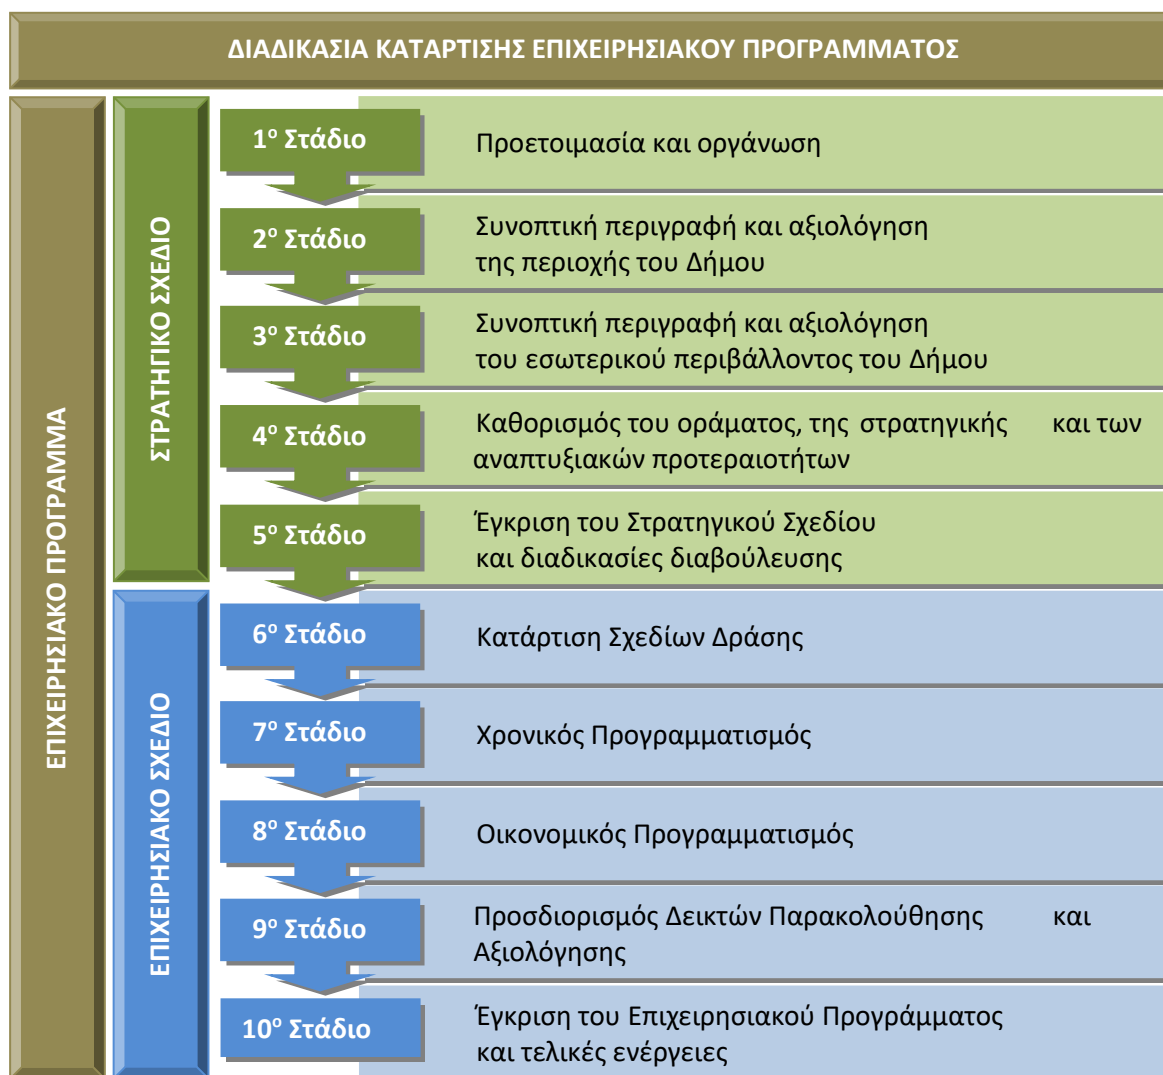 ΔΙΑΔΙΚΑΣΙΑ ΚΑΤΑΡΤΙΣΗΣ ΕΠΙΧΕΙΡΗΣΙΑΚΟΥ ΠΡΟΓΡΑΜΜΑΤΟΣ
ΕΠΙΧΕΙΡΗΣΙΑΚΟ ΠΡΟΓΡΑΜΜΑ
ΣΤΡΑΤΗΓΙΚΟ ΣΧΕΔΙΟ
1ο Στάδιο
Προετοιμασία και οργάνωση
2ο Στάδιο
Συνοπτική περιγραφή και αξιολόγηση
της περιοχής του Δήμου
3ο Στάδιο
Συνοπτική περιγραφή και αξιολόγηση
του εσωτερικού περιβάλλοντος του Δήμου
4ο Στάδιο
Καθορισμός του οράματος, της στρατηγικής και των
αναπτυξιακών προτεραιοτήτων
5ο Στάδιο
Έγκριση του Στρατηγικού Σχεδίου
και διαδικασίες διαβούλευσης
ΕΠΙΧΕΙΡΗΣΙΑΚΟ ΣΧΕΔΙΟ
6ο Στάδιο
Κατάρτιση Σχεδίων Δράσης
7ο Στάδιο
Χρονικός Προγραμματισμός
8ο Στάδιο
Οικονομικός Προγραμματισμός
9ο Στάδιο
Προσδιορισμός Δεικτών Παρακολούθησης και
Αξιολόγησης
10ο Στάδιο
Έγκριση του Επιχειρησιακού Προγράμματος
και τελικές ενέργειες